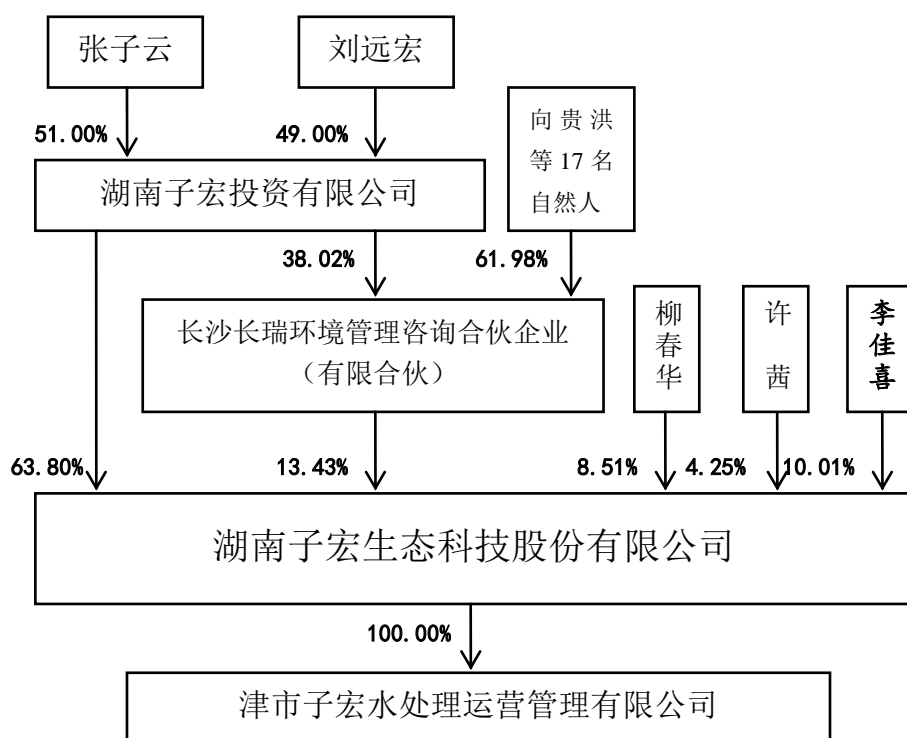 张子云
刘远宏
51.00%
49.00%
向贵洪
等17名
自然人
湖南子宏投资有限公司
38.02%
61.98%
长沙长瑞环境管理咨询合伙企业
（有限合伙）
柳
春
华
许
茜
李
佳
喜
63.80%
13.43%
8.51%
4.25%
10.01%
湖南子宏生态科技股份有限公司
100.00%
津市子宏水处理运营管理有限公司